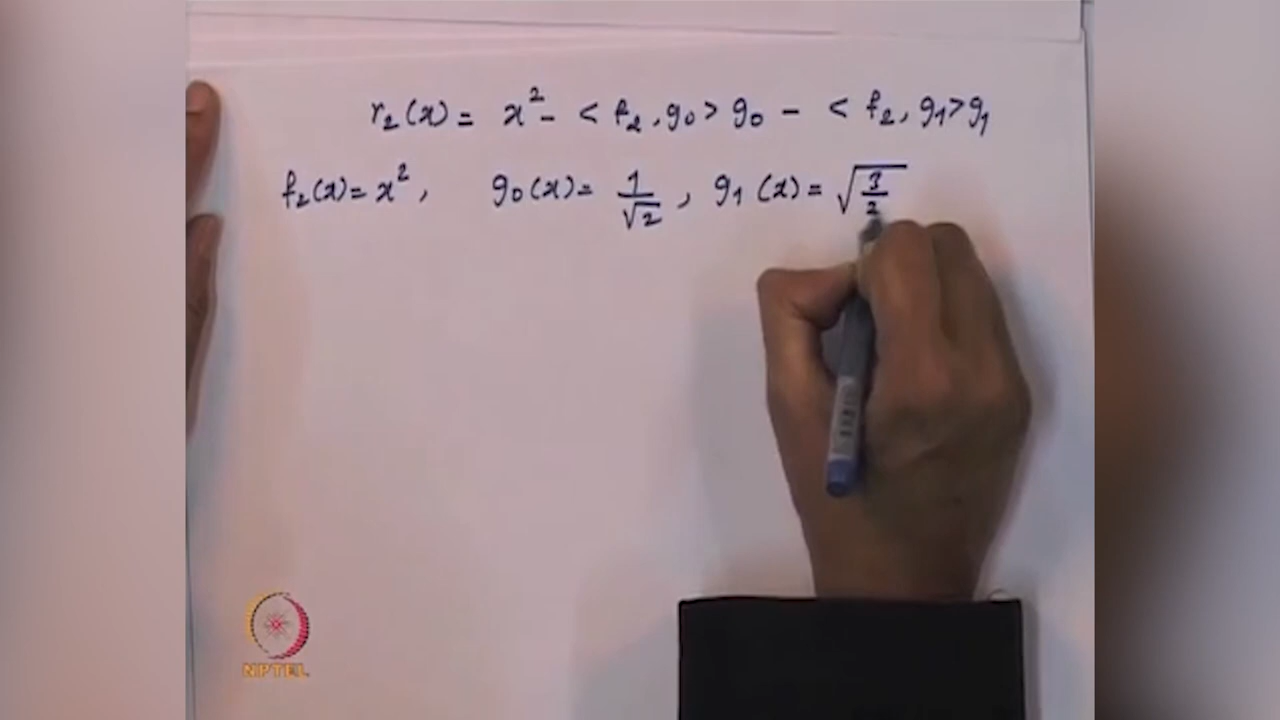 r₂(x) = x² - < f₂, g₀ > g₀ - < f₂, g₁ > g₁
f₂(x) = x², g₀(x) = 1/√2, g₁(x) = √(3/2)
NPTEL